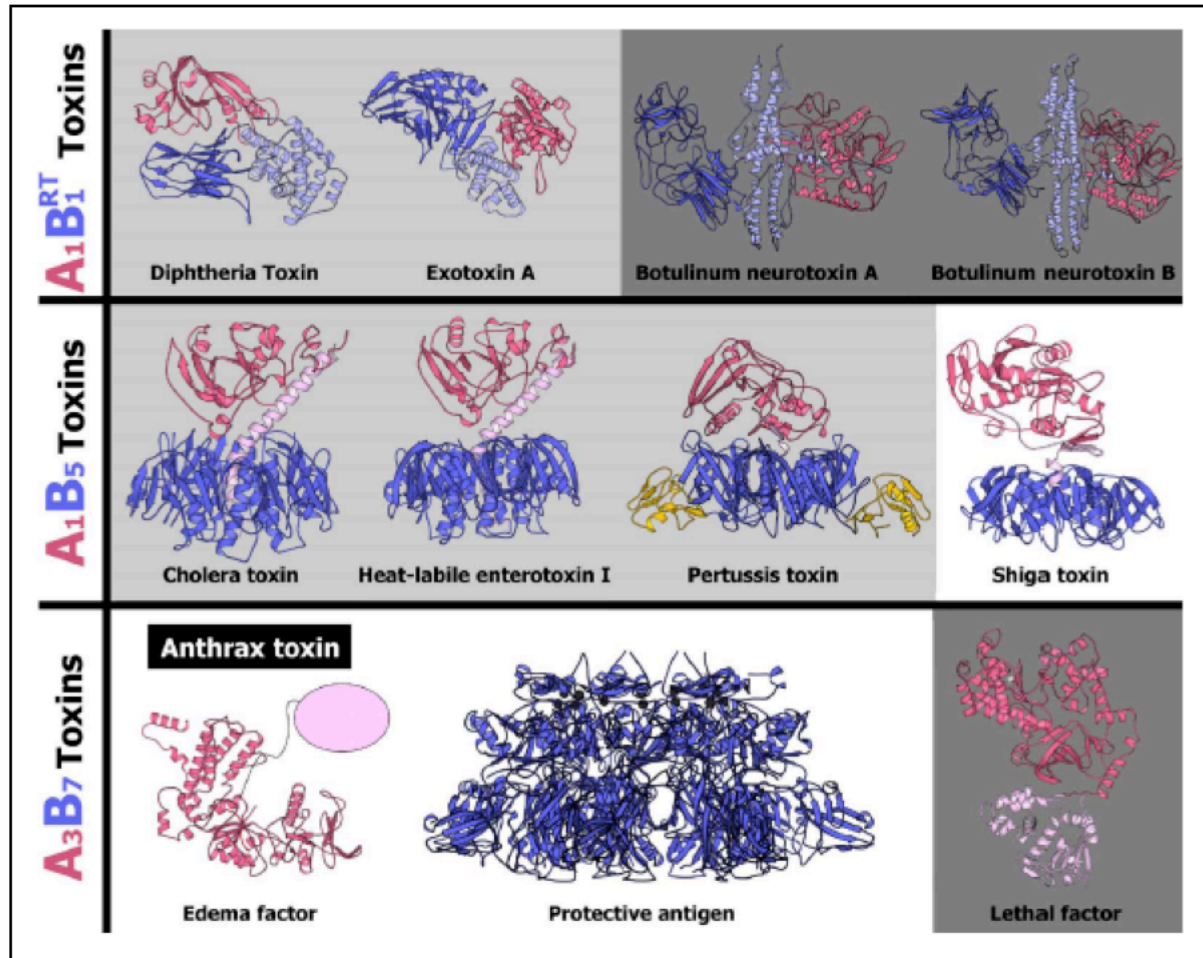 A₁B₁ᴿᵀ Toxins
Diphtheria Toxin
Exotoxin A
Botulinum neurotoxin A
Botulinum neurotoxin B
A₁B₅ Toxins
Cholera toxin
Heat-labile enterotoxin I
Pertussis toxin
Shiga toxin
A₃B₇ Toxins
Anthrax toxin
Edema factor
Protective antigen
Lethal factor